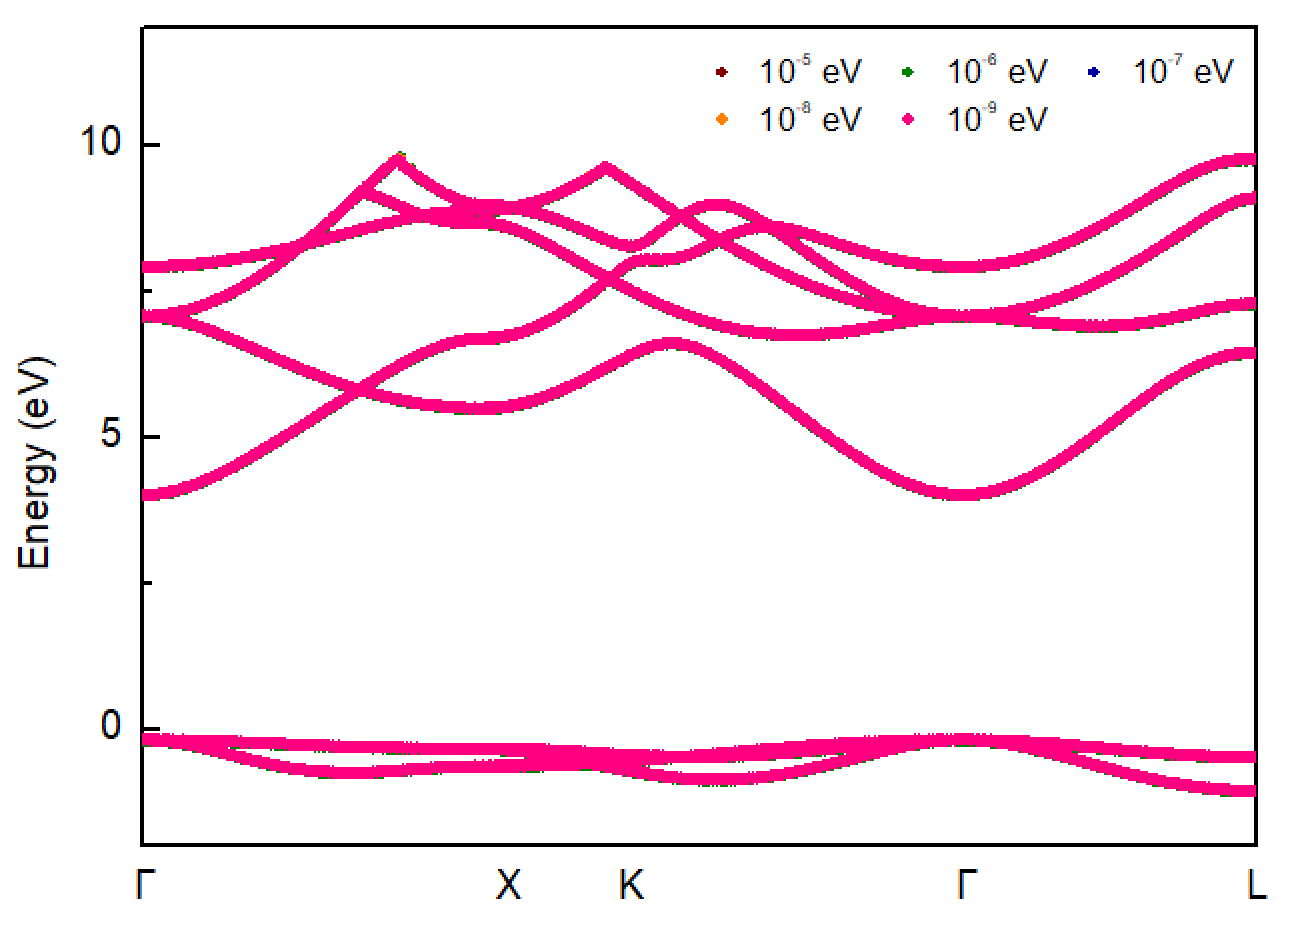 10⁻⁵ eV 10⁻⁶ eV 10⁻⁷ eV
10⁻⁸ eV 10⁻⁹ eV
10
5
0
Energy (eV)
Γ X K Γ L